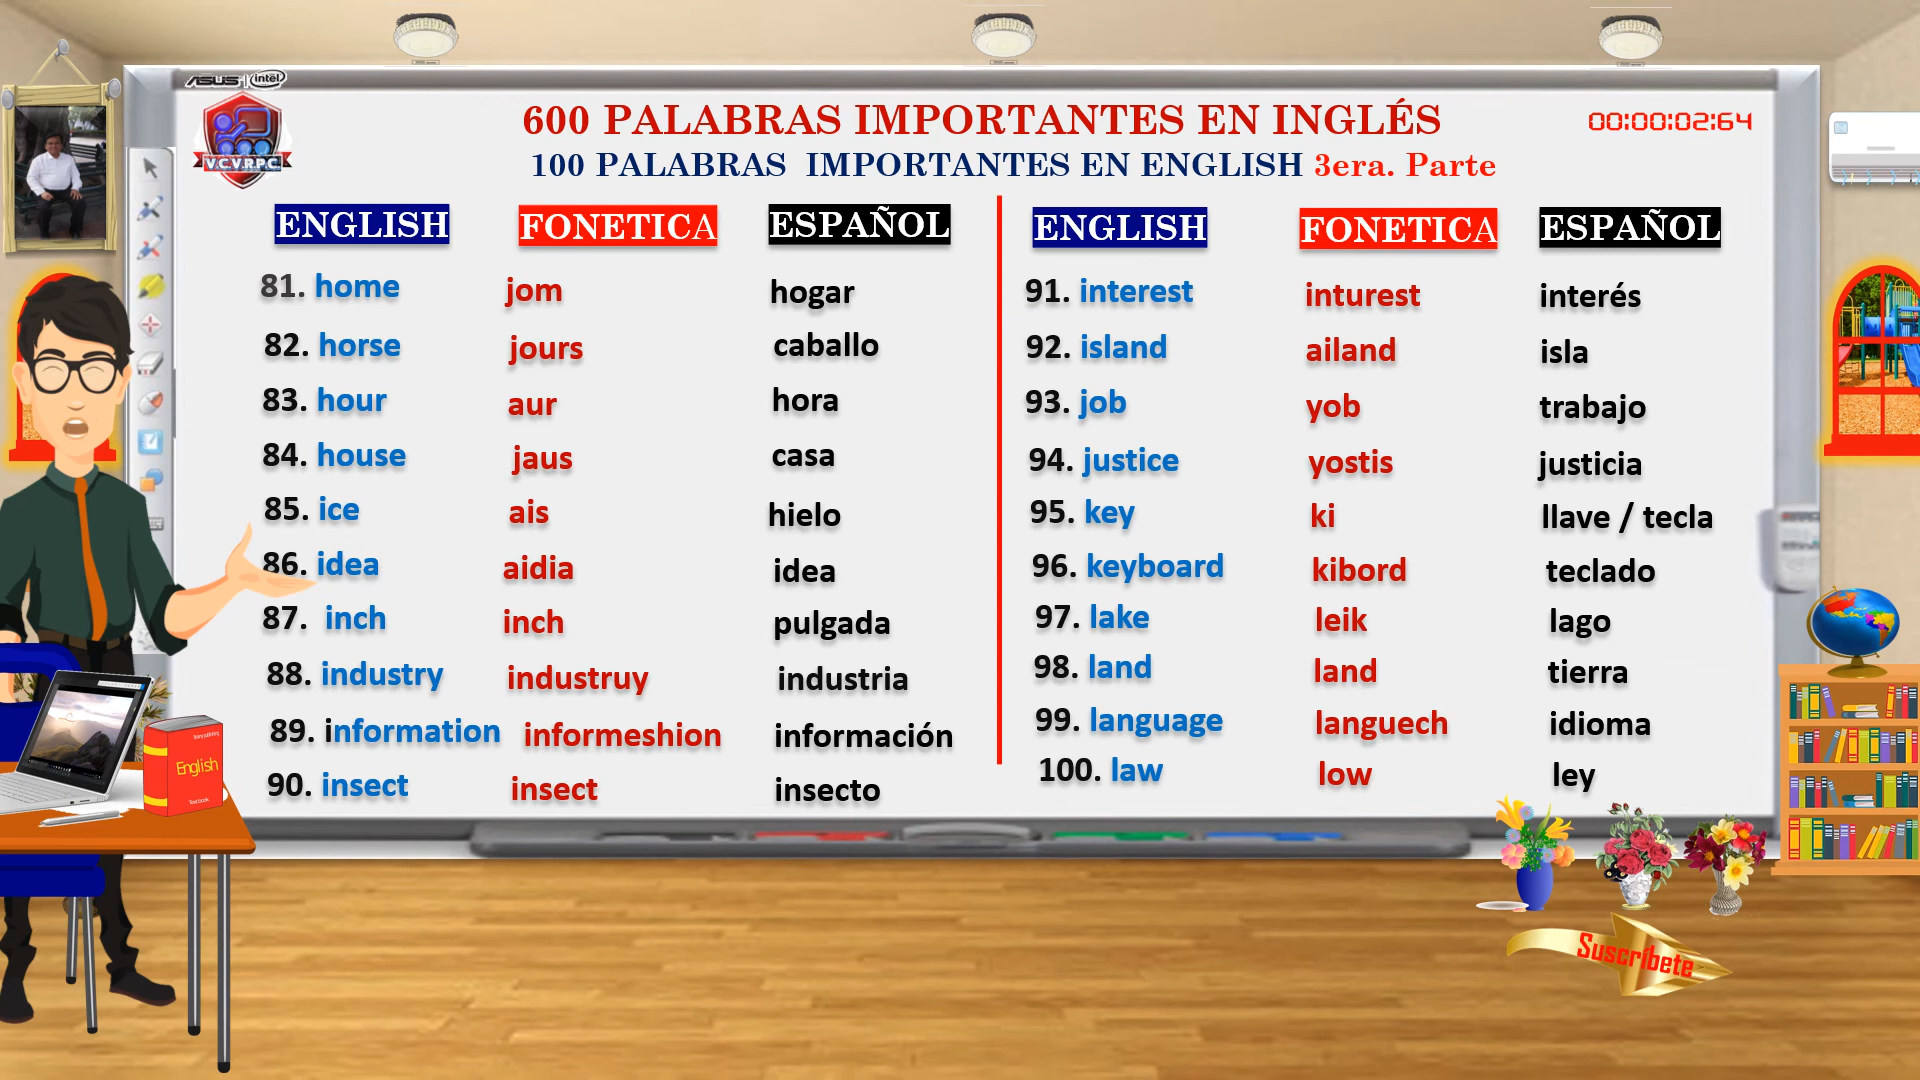 ASUS intel
V.C.V.R.P.C.
600 PALABRAS IMPORTANTES EN INGLÉS
00:00:02:64
100 PALABRAS IMPORTANTES EN ENGLISH 3era. Parte
ENGLISH FONETICA ESPAÑOL
81. home jom hogar
82. horse jours caballo
83. hour aur hora
84. house jaus casa
85. ice ais hielo
86. idea aidia idea
87. inch inch pulgada
88. industry industruy industria
89. information informeshion información
90. insect insect insecto
ENGLISH FONETICA ESPAÑOL
91. interest inturest interés
92. island ailand isla
93. job yob trabajo
94. justice yostis justicia
95. key ki llave / tecla
96. keyboard kibord teclado
97. lake leik lago
98. land land tierra
99. language languech idioma
100. law low ley
English
Textbook
Suscríbete